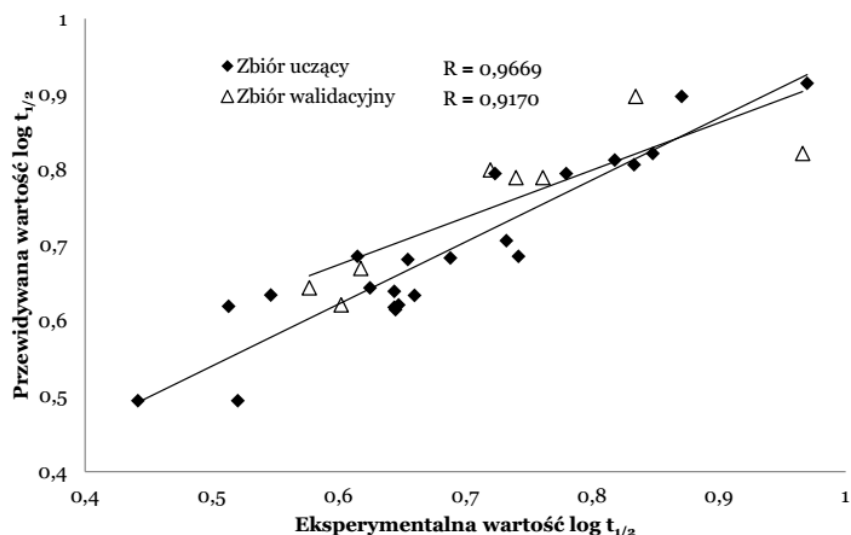 1
0,9
0,8
0,7
0,6
0,5
0,4
Przewidywana wartość log t1/2
Zbiór uczący R = 0,9669
Zbiór walidacyjny R = 0,9170
0,4 0,5 0,6 0,7 0,8 0,9 1
Eksperymentalna wartość log t1/2